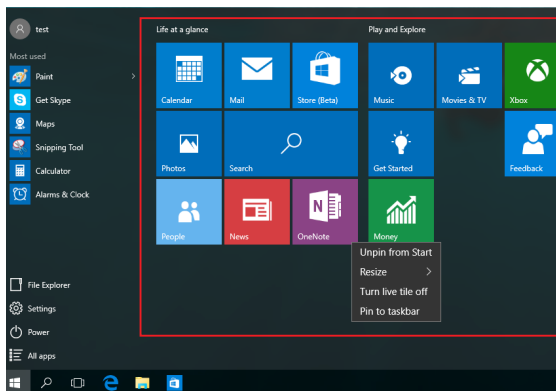 test
Most used
Paint
Get Skype
Maps
Snipping Tool
Calculator
Alarms & Clock
File Explorer
Settings
Power
All apps
Life at a glance
Calendar
Mail
Store (Beta)
Photos
Search
People
News
OneNote
Play and Explore
Music
Movies & TV
Xbox
Get Started
Feedback
Money
Unpin from Start
Resize
Turn live tile off
Pin to taskbar